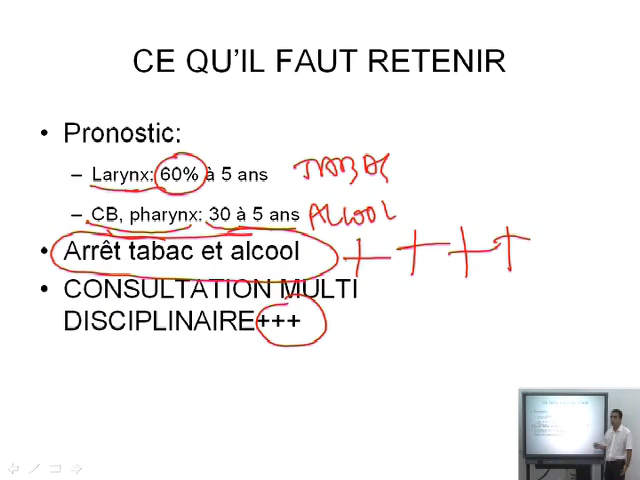 CE QU'IL FAUT RETENIR
• Pronostic:
– Larynx: 60% à 5 ans TABAC
– CB, pharynx: 30 à 5 ans ALCOOL
• Arrêt tabac et alcool ++++
• CONSULTATION MULTI
DISCIPLINAIRE+++